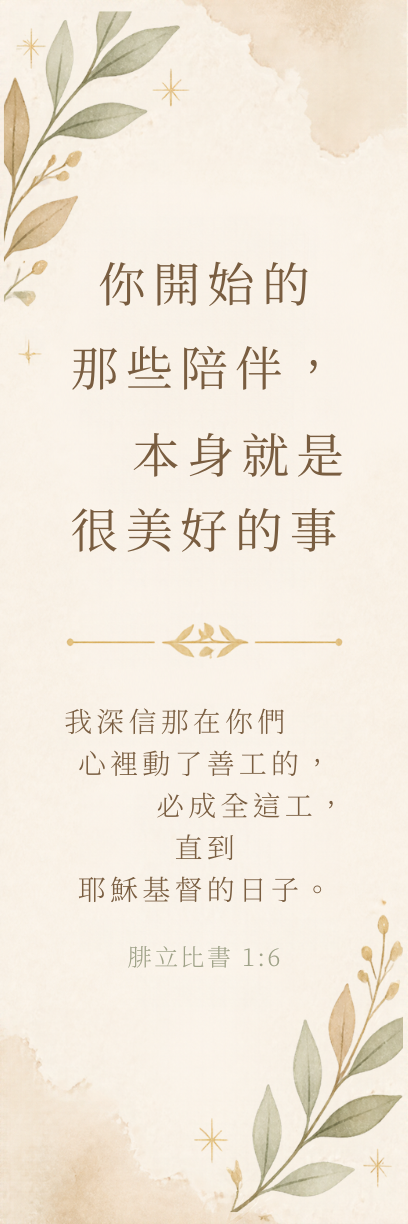 你開始的
那些陪伴，
本身就是
很美好的事
我深信那在你們
心裡動了善工的，
必成全這工，
直到
耶穌基督的日子。
腓立比書 1:6